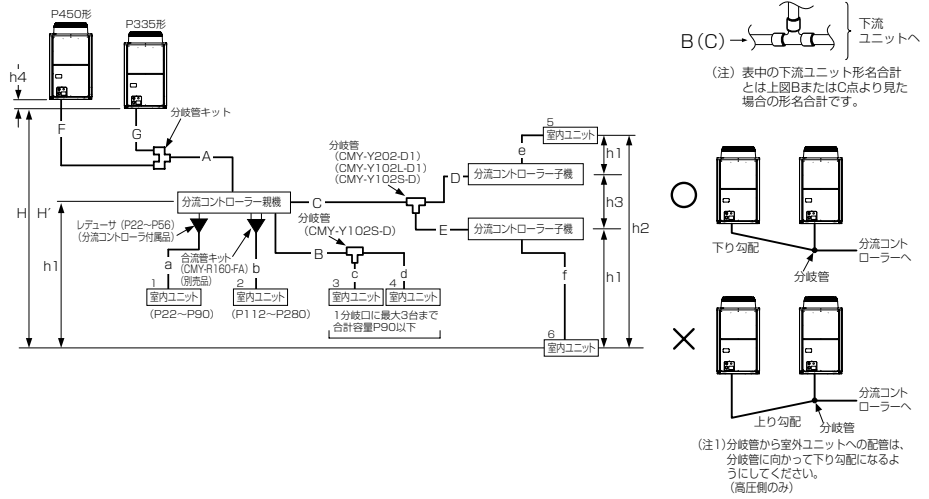 P450形
P335形
h4
F
G
分岐管キット
A
H
H′
h1
分流コントローラー親機
レデューサ（P22～P56）
（分流コントローラ付属品）
合流管キット
（CMY-R160-FA）
（別売品）
a
b
1
室内ユニット
（P22～P90）
2
室内ユニット
（P112～P280）
C
分岐管
（CMY-Y102S-D）
B
c
d
3
室内ユニット
4
室内ユニット
1分岐口に最大3台まで
合計容量P90以下
分岐管
（CMY-Y202-D1）
（CMY-Y102L-D1）
（CMY-Y102S-D）
D
E
5
室内ユニット
e
分流コントローラー子機
分流コントローラー子機
f
6
室内ユニット
h1
h3
h2
h1
B（C）
下流
ユニットへ
（注）表中の下流ユニット形名合計
とは上図BまたはC点より見た
場合の形名合計です。
下り勾配
分岐管
分流コント
ローラーへ
上り勾配
分岐管
分流コント
ローラーへ
（注1）分岐管から室外ユニットへの配管は、
分岐管に向かって下り勾配になるよ
うにしてください。
（高圧側のみ）